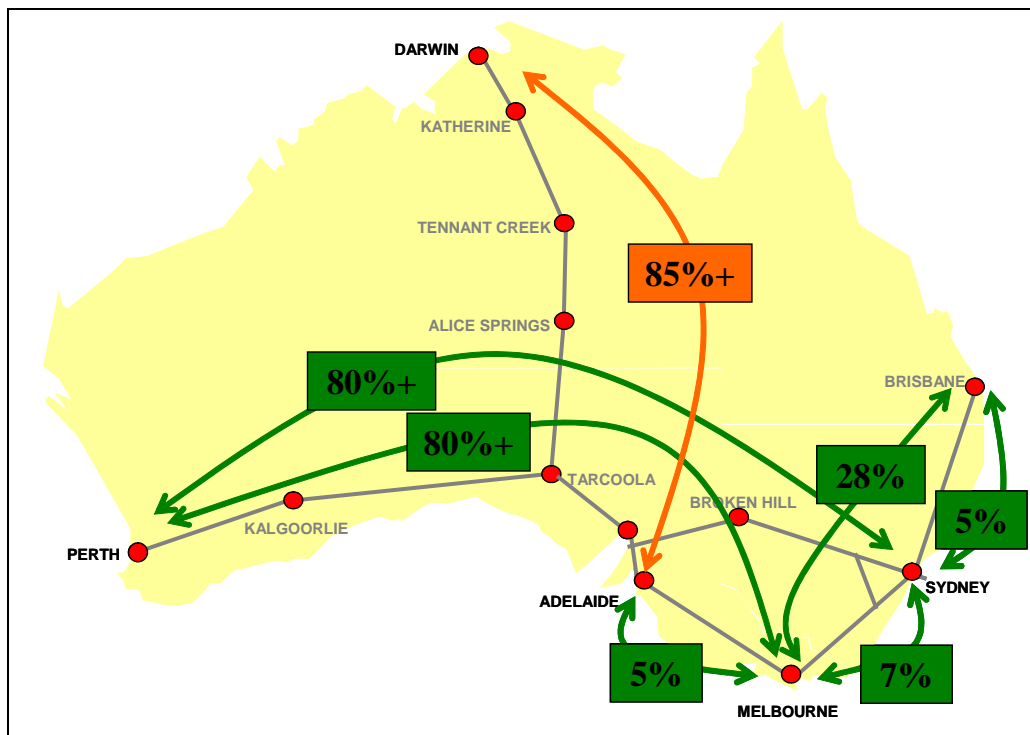 DARWIN
KATHERINE
TENNANT CREEK
85%+
ALICE SPRINGS
80%+
BRISBANE
80%+
TARCOOLA
28%
BROKEN HILL
KALGOORLIE
5%
PERTH
SYDNEY
ADELAIDE
5%
7%
MELBOURNE